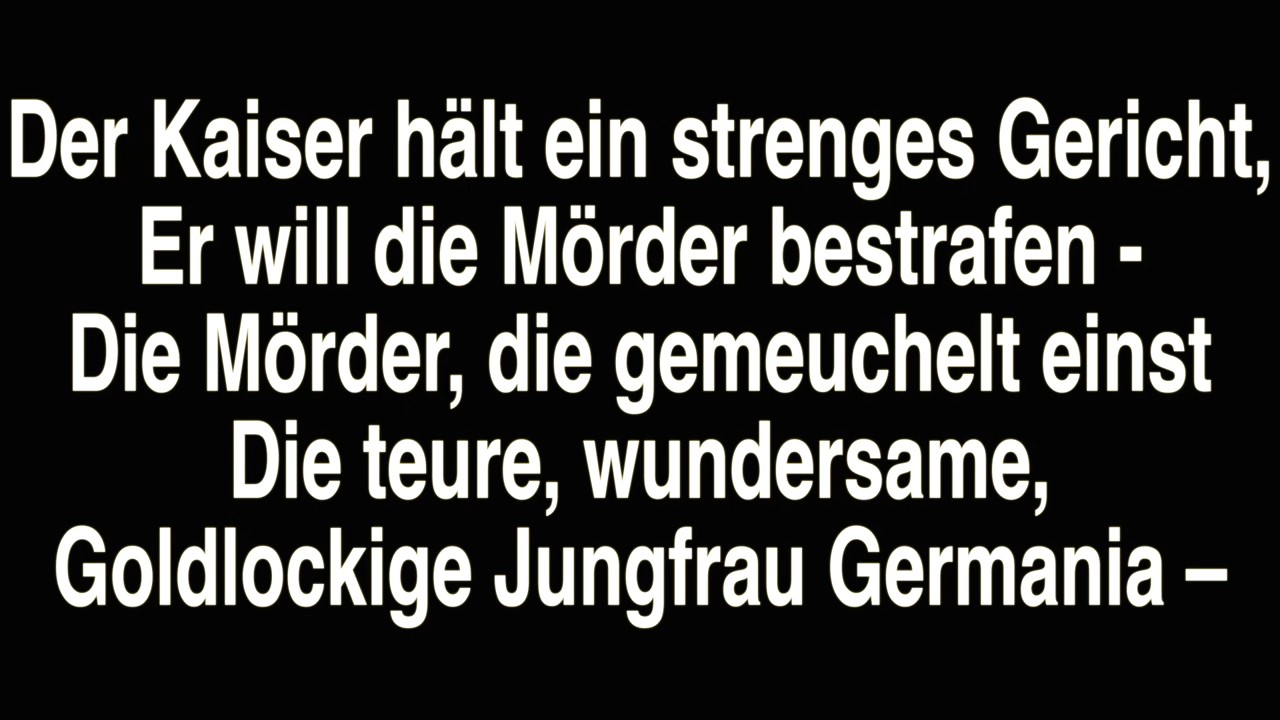 Der Kaiser hält ein strenges Gericht,
Er will die Mörder bestrafen -
Die Mörder, die gemeuchelt einst
Die teure, wundersame,
Goldlockige Jungfrau Germania –